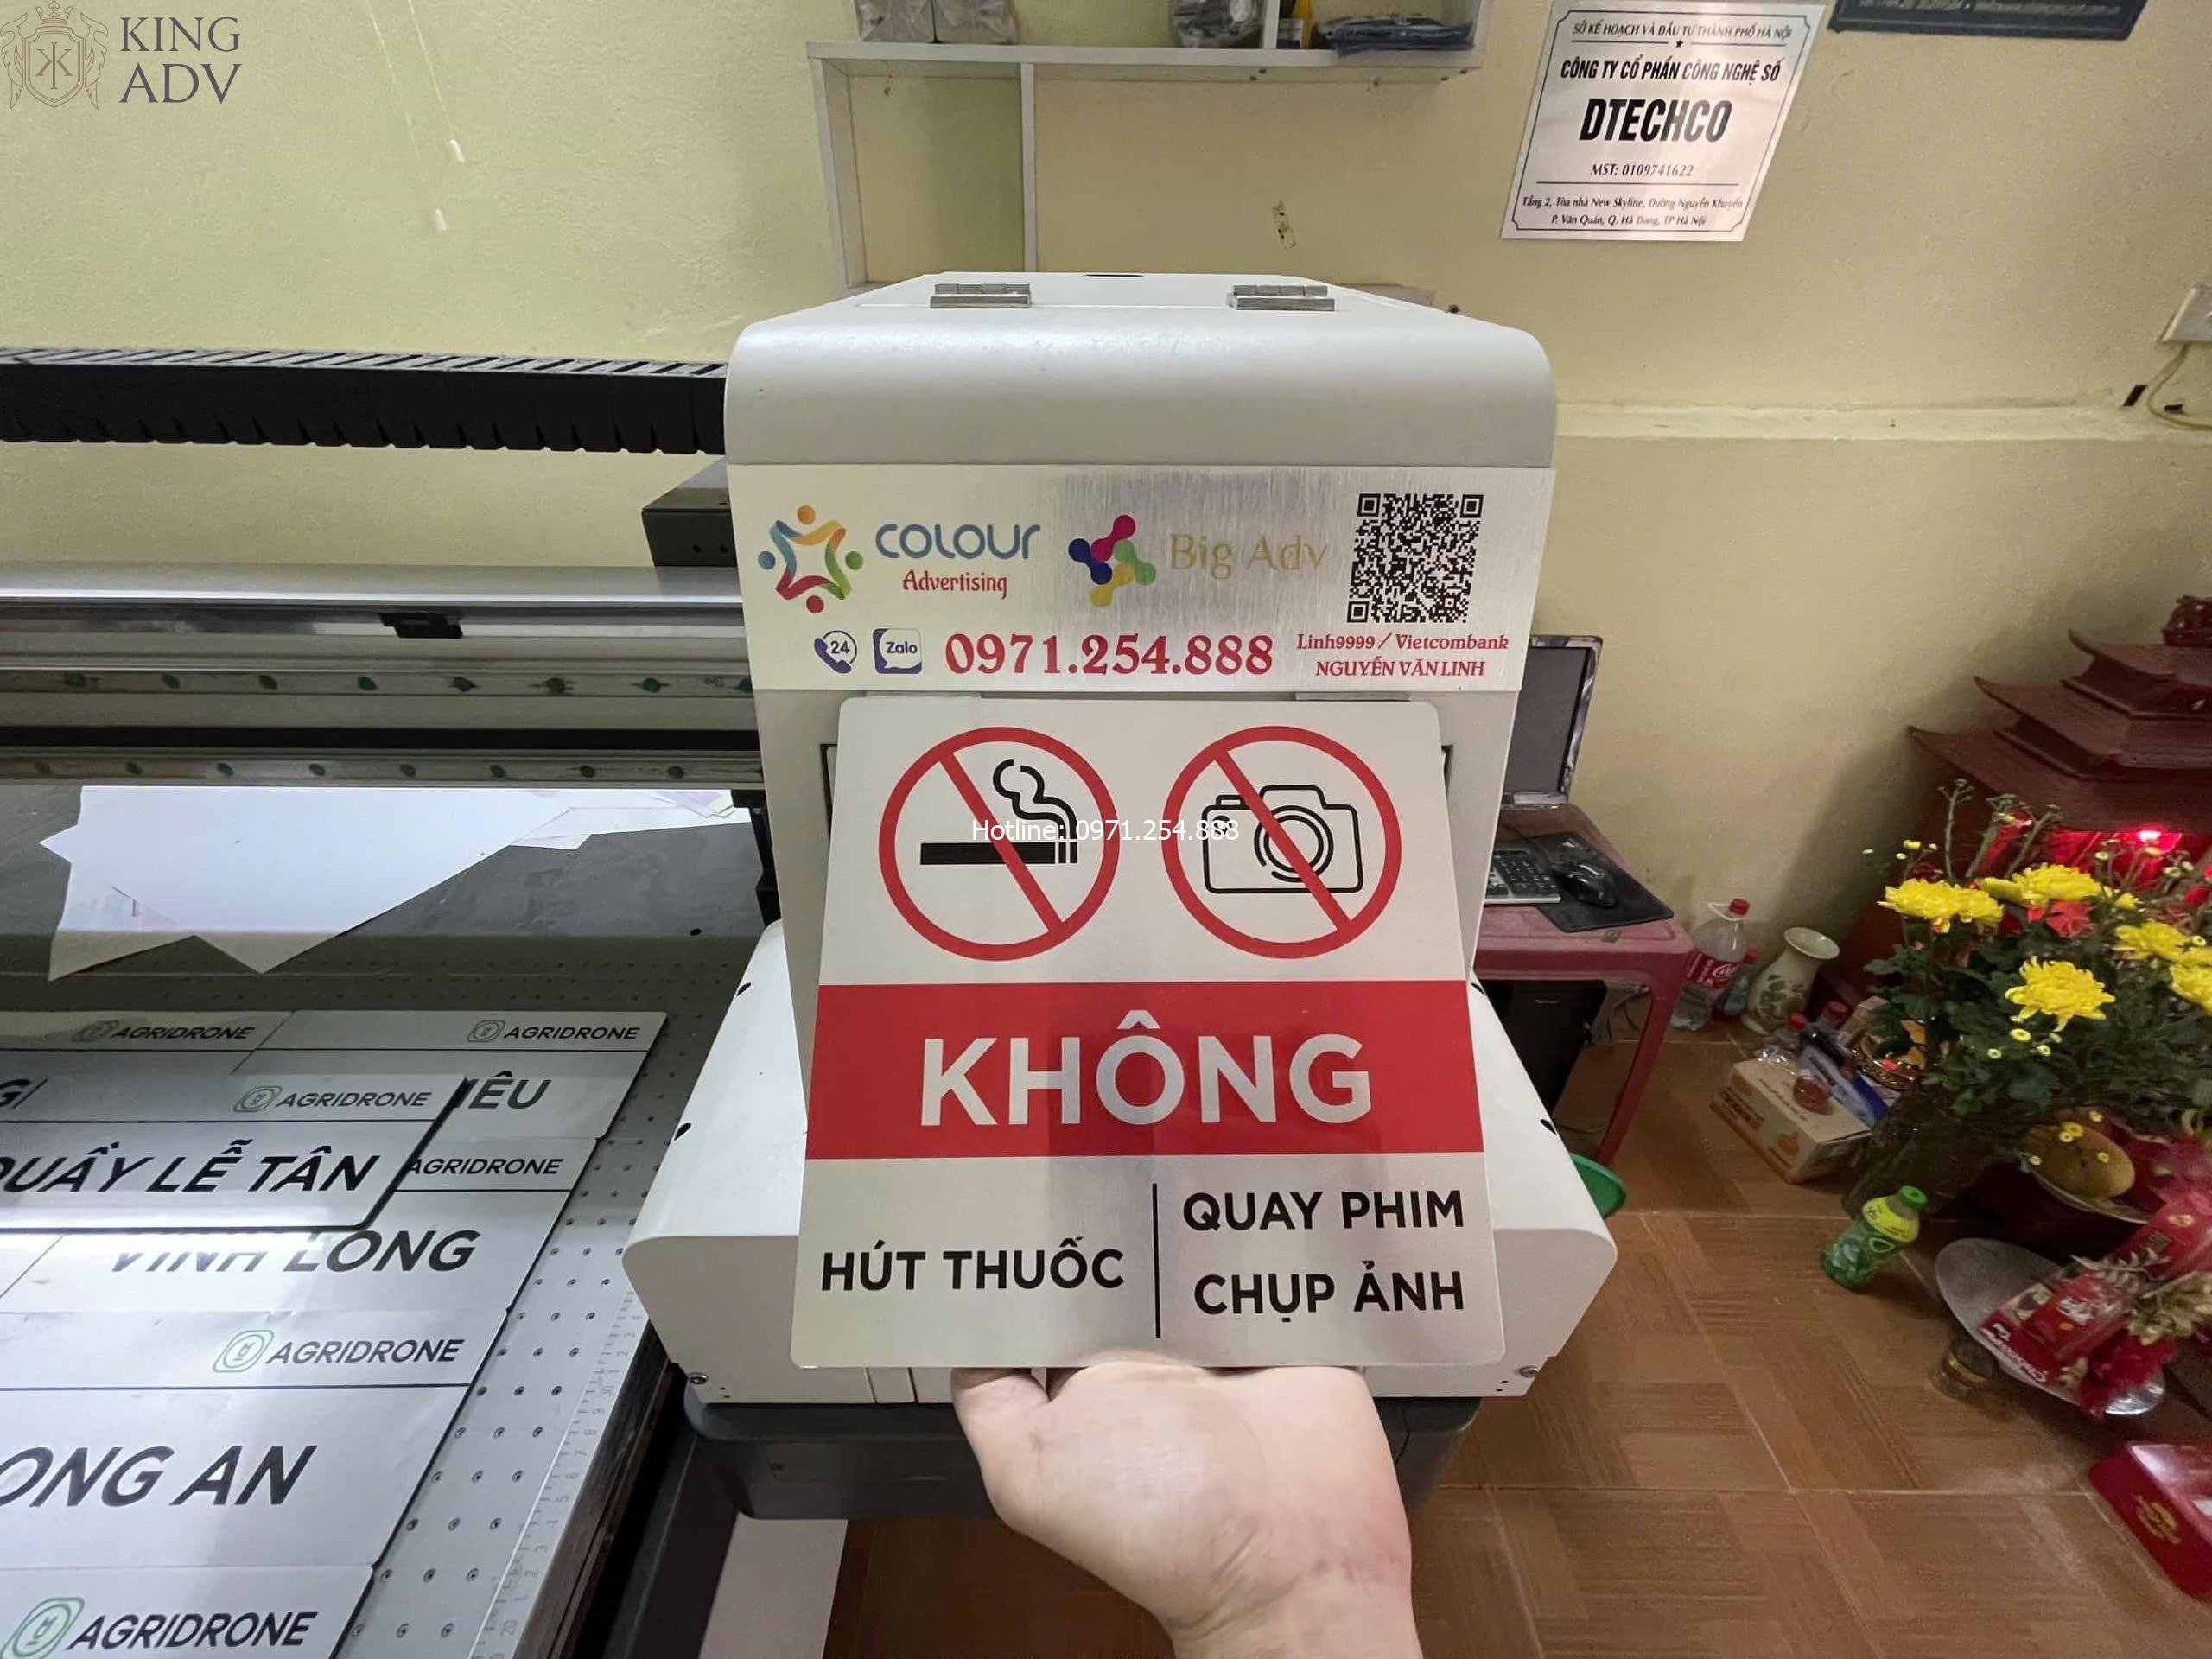 KING
ADV
SỞ KẾ HOẠCH VÀ ĐẦU TƯ THÀNH PHỐ HÀ NỘI
CÔNG TY CỔ PHẦN CÔNG NGHỆ SỐ
DTECHCO
MST: 0109741622
Tầng 2, Tòa nhà New Skyline, Đường Nguyễn Khuyến
P. Văn Quán, Q. Hà Đông, TP Hà Nội
COLOUR
Advertising
Big Adv
24
Zalo
0971.254.888
Linh9999 / Vietcombank
NGUYỄN VĂN LINH
Hotline: 0971.254.888
KHÔNG
HÚT THUỐC
QUAY PHIM
CHỤP ẢNH
AGRIDRONE
AGRIDRONE
AGRIDRONE
IÊU
QUẦY LỄ TÂN
AGRIDRONE
VĨNH LONG
AGRIDRONE
ONG AN
AGRIDRONE